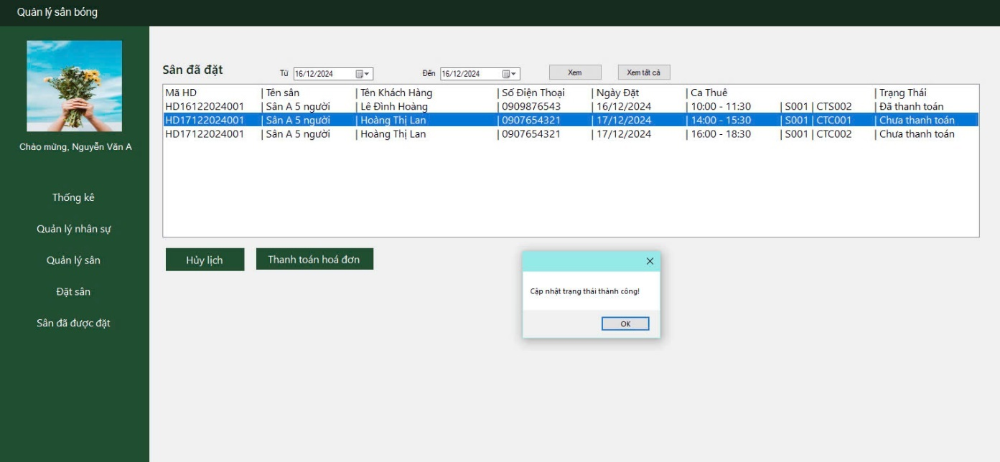 Quản lý sân bóng
Chào mừng, Nguyễn Văn A
Thống kê
Quản lý nhân sự
Quản lý sân
Đặt sân
Sân đã được đặt
Sân đã đặt
Từ 16/12/2024 Đến 16/12/2024 Xem Xem tất cả
Mã HD | Tên sân | Tên Khách Hàng | Số Điện Thoại | Ngày Đặt | Ca Thuê | Trạng Thái
HD16122024001 | Sân A 5 người | Lê Đình Hoàng | 0909876543 | 16/12/2024 | 10:00 - 11:30 | S001 | CTS002 | Đã thanh toán
HD17122024001 | Sân A 5 người | Hoàng Thị Lan | 0907654321 | 17/12/2024 | 14:00 - 15:30 | S001 | CTC001 | Chưa thanh toán
HD17122024001 | Sân A 5 người | Hoàng Thị Lan | 0907654321 | 17/12/2024 | 16:00 - 18:30 | S001 | CTC002 | Chưa thanh toán
Hủy lịch Thanh toán hoá đơn
Cập nhật trạng thái thành công!
OK